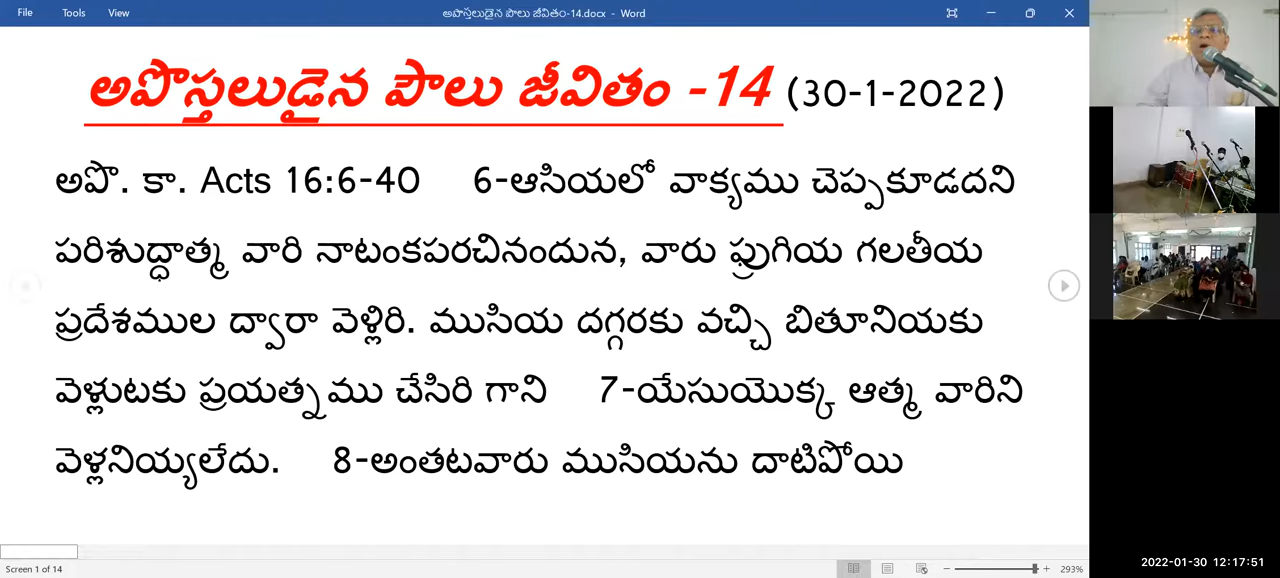 File Tools View అపొస్తలుడైన పౌలు జీవితం-14.docx - Word
అపొస్తలుడైన పౌలు జీవితం -14 (30-1-2022)
అపొ. కా. Acts 16:6-40 6-ఆసియలో వాక్యము చెప్పకూడదని
పరిశుద్ధాత్మ వారి నాటంకపరచినందున, వారు ఫ్రుగియ గలతీయ
ప్రదేశముల ద్వారా వెళ్లిరి. ముసియ దగ్గరకు వచ్చి బితూనియకు
వెళ్లుటకు ప్రయత్నము చేసిరి గాని 7-యేసుయొక్క ఆత్మ వారిని
వెళ్లనియ్యలేదు. 8-అంతటవారు ముసియను దాటిపోయి
Screen 1 of 14 293%
2022-01-30 12:17:51